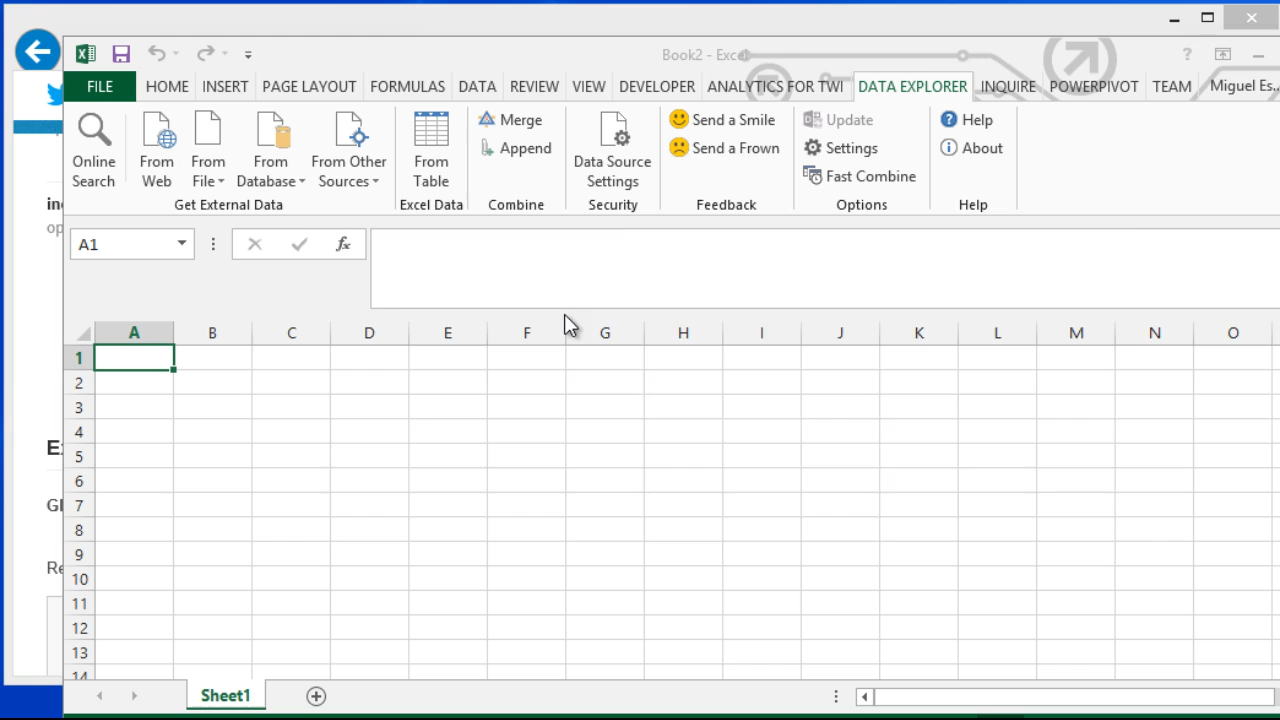 Book2 - Excel
?
FILE HOME INSERT PAGE LAYOUT FORMULAS DATA REVIEW VIEW DEVELOPER ANALYTICS FOR TWI DATA EXPLORER INQUIRE POWERPIVOT TEAM Miguel Es...
Online Search
From Web
From File
From Database
From Other Sources
Get External Data
From Table
Excel Data
Merge
Append
Combine
Data Source Settings
Security
Send a Smile
Send a Frown
Feedback
Update
Settings
Fast Combine
Options
Help
About
Help
A1
fx
A B C D E F G H I J K L M N O
1
2
3
4
5
6
7
8
9
10
11
12
13
14
Sheet1